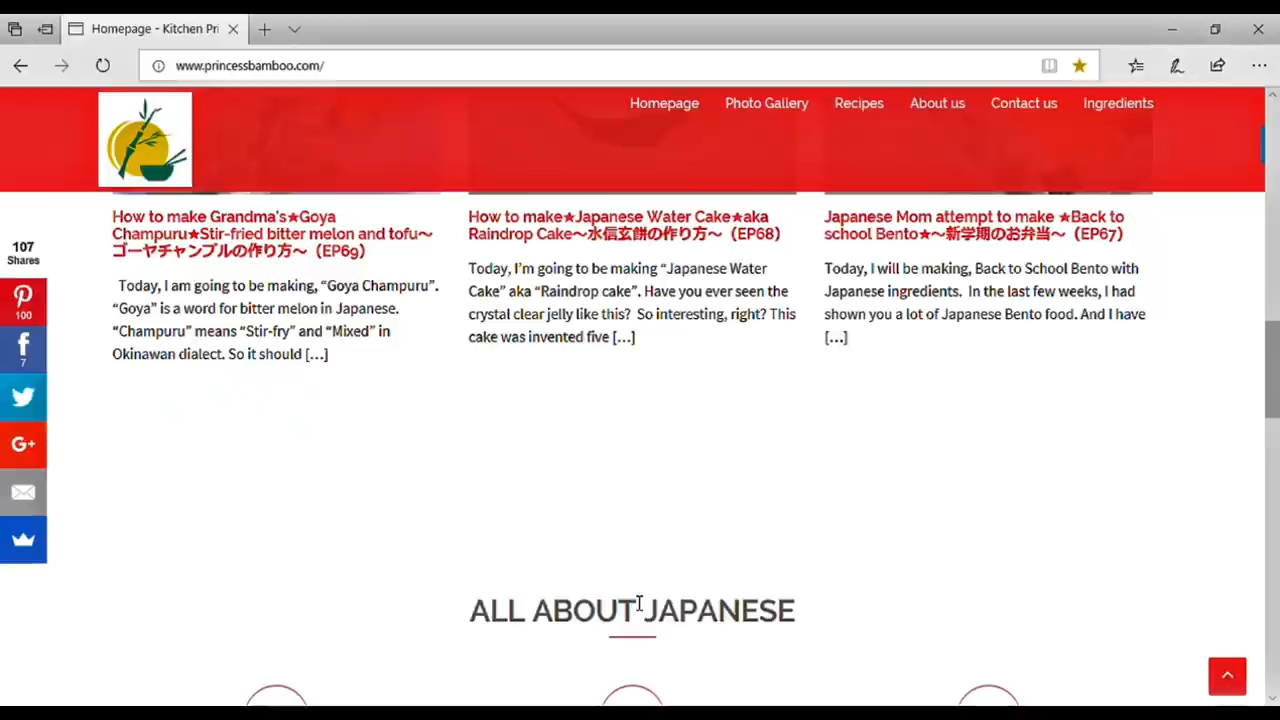 Homepage - Kitchen Pri
www.princessbamboo.com/
Homepage Photo Gallery Recipes About us Contact us Ingredients
107
Shares
100
7
G+
How to make Grandma's★Goya
Champuru★Stir-fried bitter melon and tofu～
ゴーヤチャンプルの作り方～（EP69)
Today, I am going to be making, “Goya Champuru”.
“Goya” is a word for bitter melon in Japanese.
“Champuru” means “Stir-fry” and “Mixed” in
Okinawan dialect. So it should [...]
How to make★Japanese Water Cake★aka
Raindrop Cake～水信玄餅の作り方～（EP68）
Today, I’m going to be making “Japanese Water
Cake” aka “Raindrop cake”. Have you ever seen the
crystal clear jelly like this?  So interesting, right? This
cake was invented five [...]
Japanese Mom attempt to make ★Back to
school Bento★～新学期のお弁当～（EP67）
Today, I will be making, Back to School Bento with
Japanese ingredients.  In the last few weeks, I had
shown you a lot of Japanese Bento food. And I have
[...]
ALL ABOUT JAPANESE